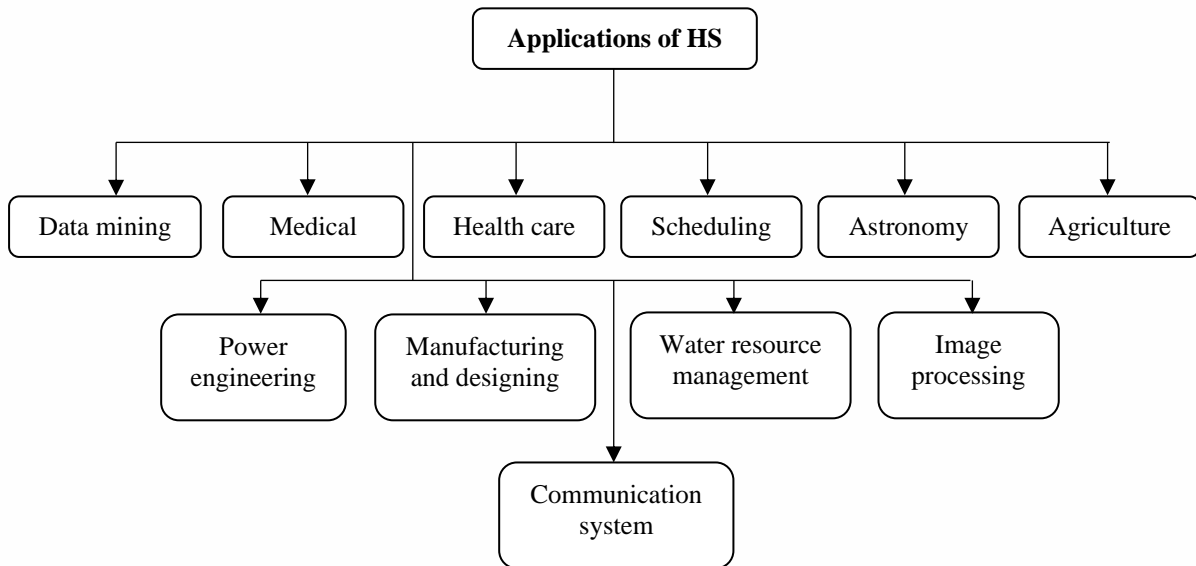 Applications of HS
Data mining
Medical
Health care
Scheduling
Astronomy
Agriculture
Power
engineering
Manufacturing
and designing
Water resource
management
Image
processing
Communication
system